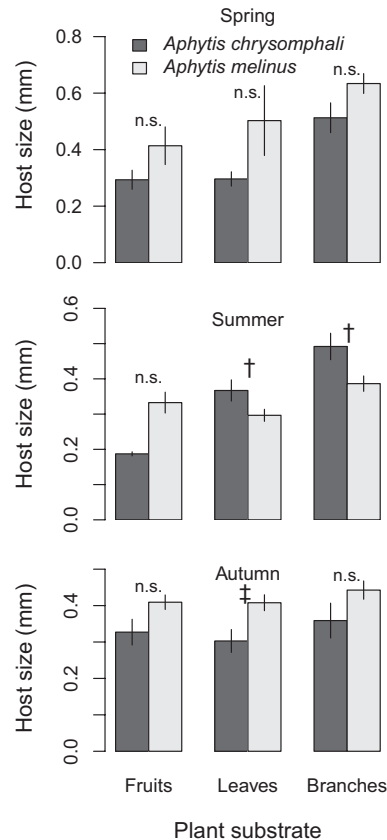 Spring
Host size (mm)
0.8
0.6
0.4
0.2
0.0
Aphytis chrysomphali
Aphytis melinus
n.s.
n.s.
n.s.
Summer
Host size (mm)
0.6
0.4
0.2
0.0
n.s.
†
†
Autumn
Host size (mm)
0.4
0.2
0.0
n.s.
‡
n.s.
Fruits Leaves Branches
Plant substrate